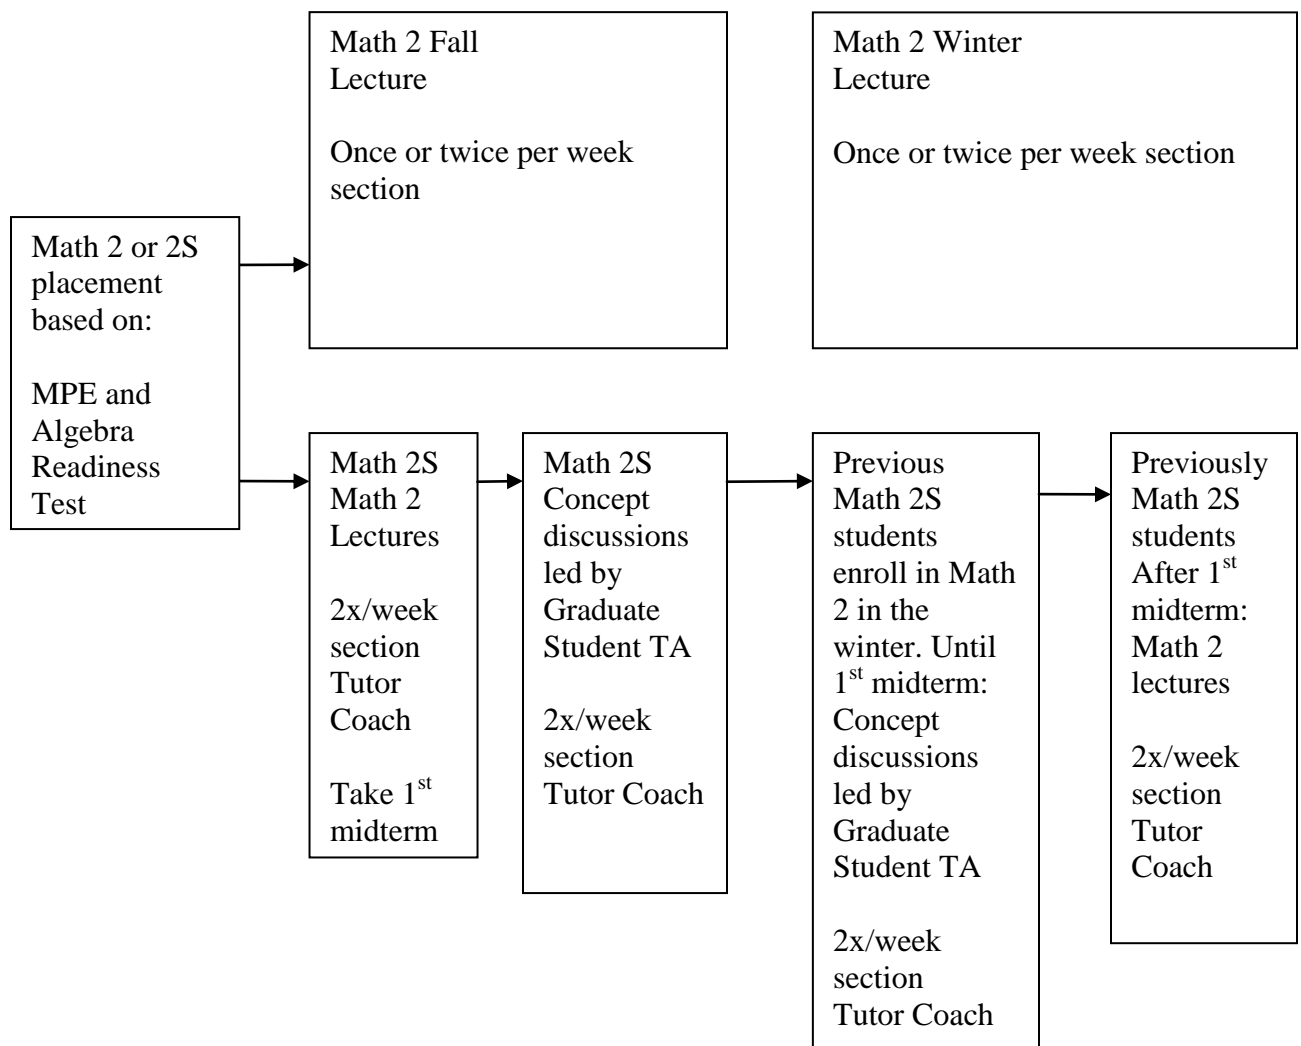 Math 2 Fall
Lecture
Once or twice per week
section
Math 2 Winter
Lecture
Once or twice per week section
Math 2 or 2S
placement
based on:
MPE and
Algebra
Readiness
Test
Math 2S
Math 2
Lectures
2x/week
section
Tutor
Coach
Take 1st
midterm
Math 2S
Concept
discussions
led by
Graduate
Student TA
2x/week
section
Tutor Coach
Previous
Math 2S
students
enroll in Math
2 in the
winter. Until
1st midterm:
Concept
discussions
led by
Graduate
Student TA
2x/week
section
Tutor Coach
Previously
Math 2S
students
After 1st
midterm:
Math 2
lectures
2x/week
section
Tutor
Coach